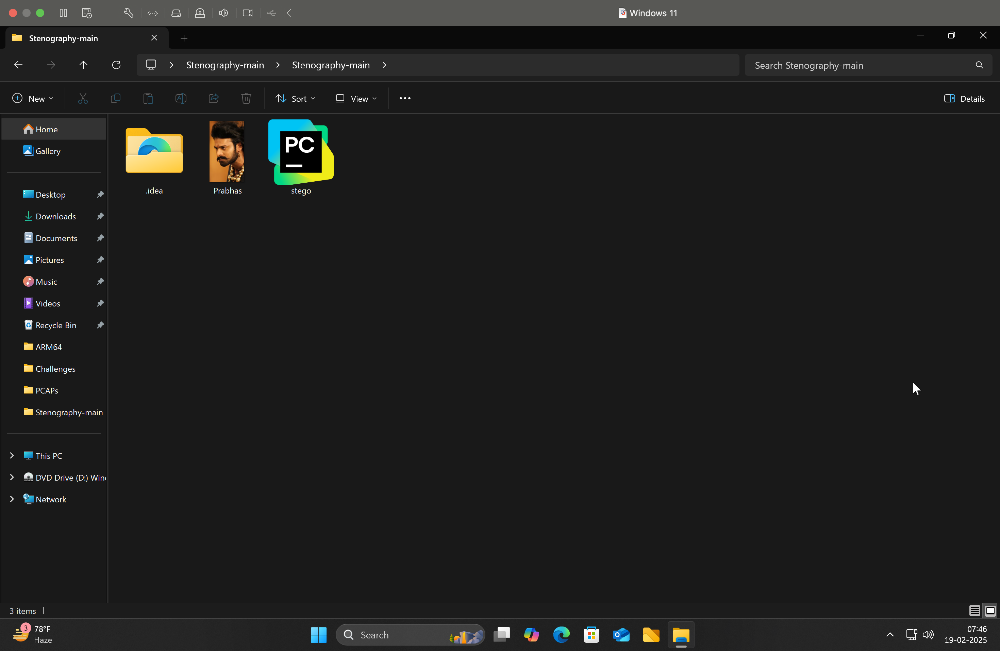 Windows 11
Stenography-main
Stenography-main > Stenography-main >
Search Stenography-main
New
Sort
View
Details
Home
Gallery
Desktop
Downloads
Documents
Pictures
Music
Videos
Recycle Bin
ARM64
Challenges
PCAPs
Stenography-main
This PC
DVD Drive (D:) Win
Network
PC
.idea
Prabhas
stego
3 items
3
78°F
Haze
Search
07:46
19-02-2025